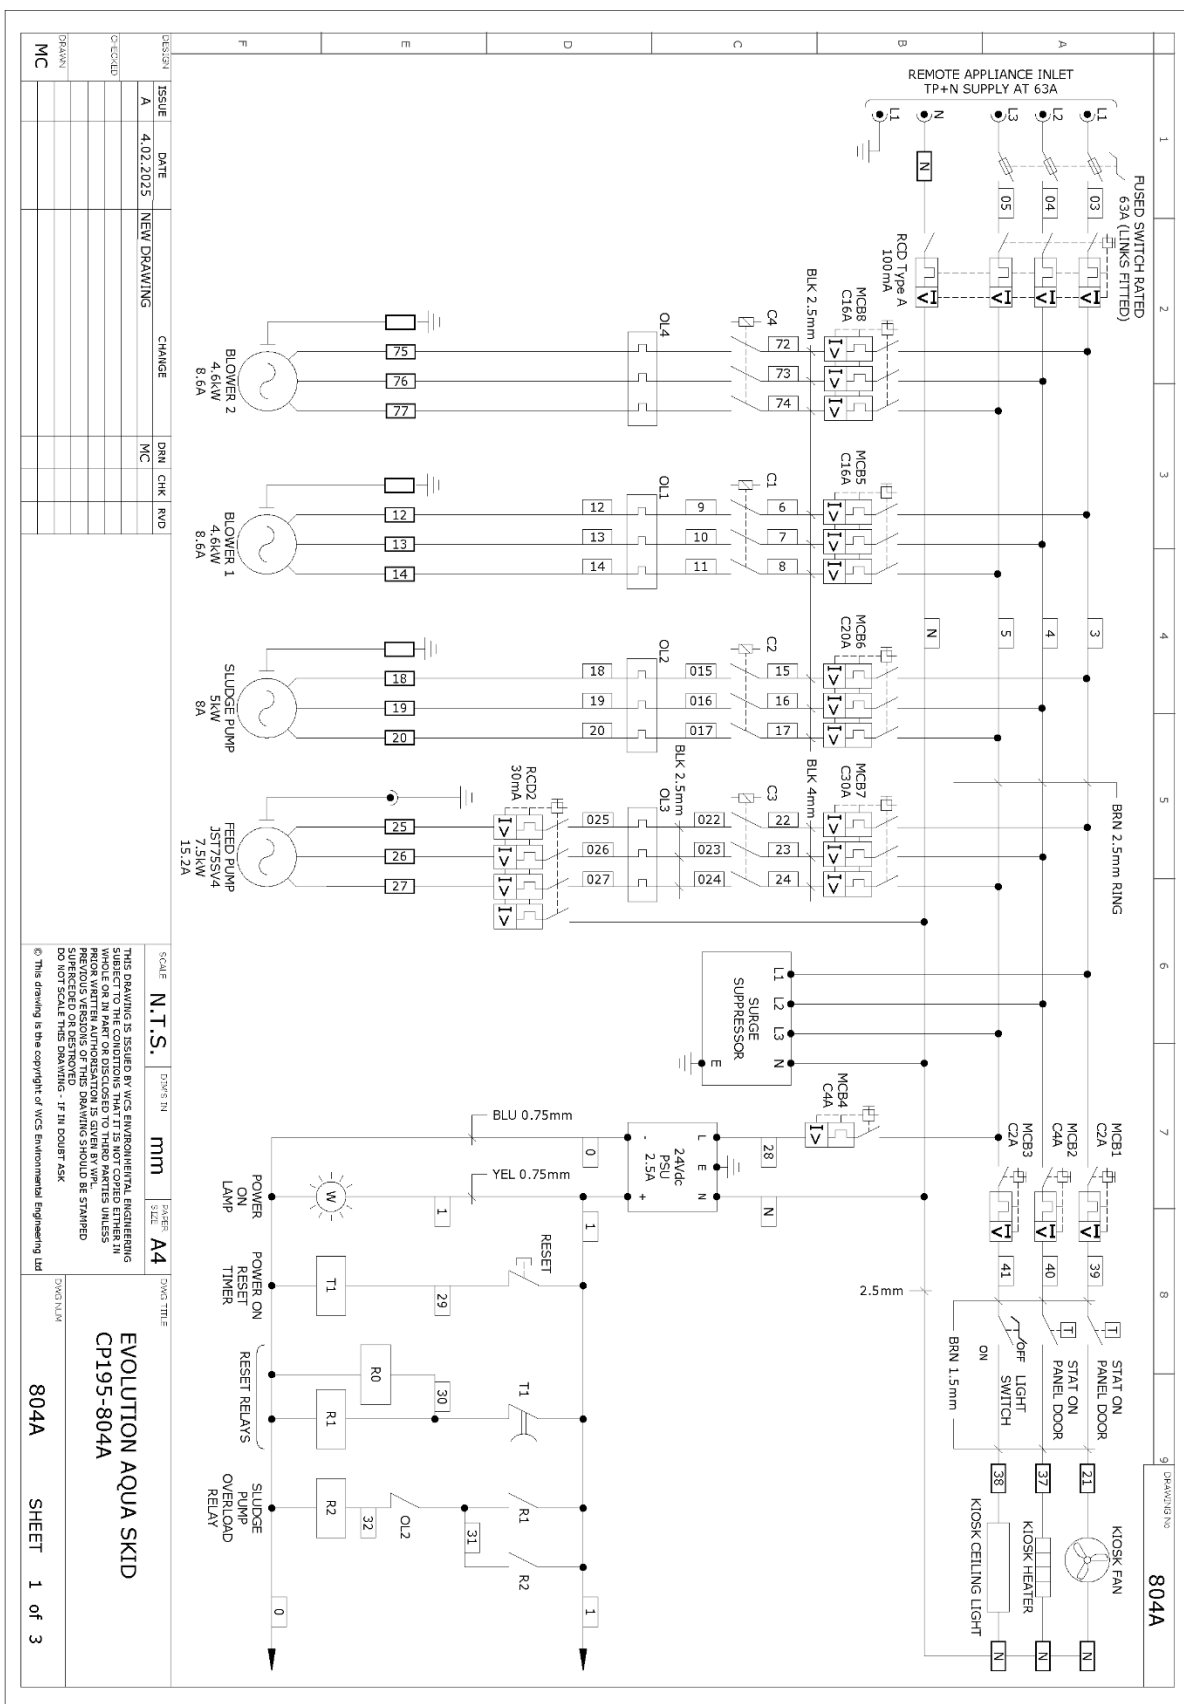 DRAWING No
804A
1
2
3
4
5
6
7
8
9
A
B
C
D
E
F
REMOTE APPLIANCE INLET
TP+N SUPPLY AT 63A
L1
L2
L3
N
L1
FUSED SWITCH RATED
63A (LINKS FITTED)
03
04
05
N
RCD Type A
100mA
MCB8
C16A
BLK 2.5mm
C4
72
73
74
OL4
75
76
77
BLOWER 2
4.6kW
8.6A
MCB5
C16A
C1
6
7
8
9
10
11
OL1
12
13
14
12
13
14
BLOWER 1
4.6kW
8.6A
3
4
5
N
MCB6
C20A
C2
15
16
17
015
016
017
OL2
18
19
20
18
19
20
SLUDGE PUMP
5kW
8A
BRN 2.5mm RING
MCB7
C30A
BLK 4mm
C3
22
23
24
022
023
024
BLK 2.5mm
OL3
025
026
027
RCD2
30mA
25
26
27
FEED PUMP
JST75SV4
7.5kW
15.2A
L1
L2
L3
N
E
SURGE
SUPPRESSOR
MCB4
C4A
28
N
L
E
N
24Vdc
PSU
2.5A
-
+
0
1
BLU 0.75mm
YEL 0.75mm
1
W
POWER
ON
LAMP
MCB1
C2A
MCB2
C4A
MCB3
C2A
39
40
41
2.5mm
BRN 1.5mm
T
STAT ON
PANEL DOOR
T
STAT ON
PANEL DOOR
OFF
ON
LIGHT
SWITCH
21
37
38
KIOSK FAN
KIOSK HEATER
KIOSK CEILING LIGHT
N
N
N
RESET
29
T1
POWER ON
RESET
TIMER
T1
30
R0
R1
RESET RELAYS
R1
R2
31
OL2
32
R2
SLUDGE
PUMP
OVERLOAD
RELAY
1
0
DESIGN
CHECKED
DRAWN
MC
ISSUE
DATE
CHANGE
DRN
CHK
RVD
A
4.02.2025
NEW DRAWING
MC
SCALE
N.T.S.
DIM'S IN
mm
PAPER
SIZE
A4
THIS DRAWING IS ISSUED BY WCS ENVIRONMENTAL ENGINEERING
SUBJECT TO THE CONDITIONS THAT IT IS NOT COPIED EITHER IN
WHOLE OR IN PART OR DISCLOSED TO THIRD PARTIES UNLESS
PRIOR WRITTEN AUTHORISATION IS GIVEN BY WPL.
PREVIOUS VERSIONS OF THIS DRAWING SHOULD BE STAMPED
SUPERCEDED OR DESTROYED
DO NOT SCALE THIS DRAWING - IF IN DOUBT ASK
© This drawing is the copyright of WCS Environmental Engineering Ltd
DWG TITLE
EVOLUTION AQUA SKID
CP195-804A
DWG NUM
804A
SHEET 1 of 3